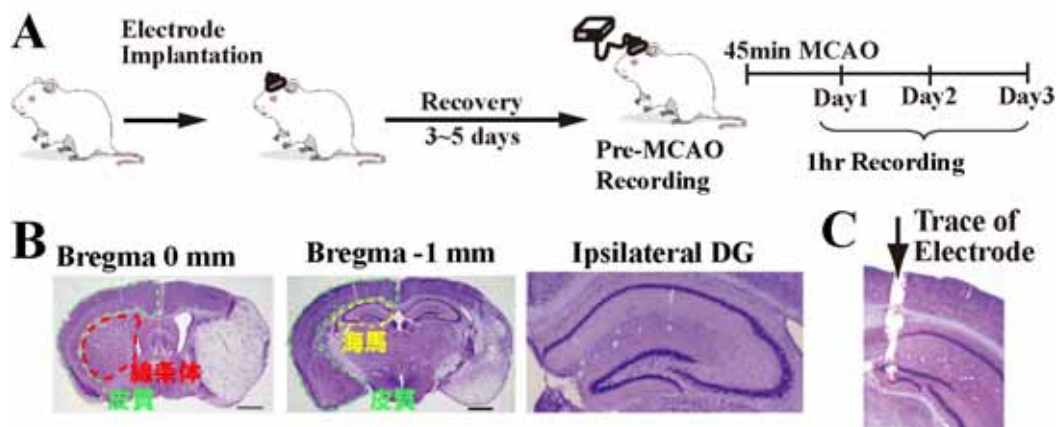 A
Electrode
Implantation
Recovery
3~5 days
Pre-MCAO
Recording
45min MCAO
Day1
Day2
Day3
1hr Recording
B
Bregma 0 mm
線条体
皮質
Bregma -1 mm
海馬
皮質
Ipsilateral DG
C
Trace of
Electrode